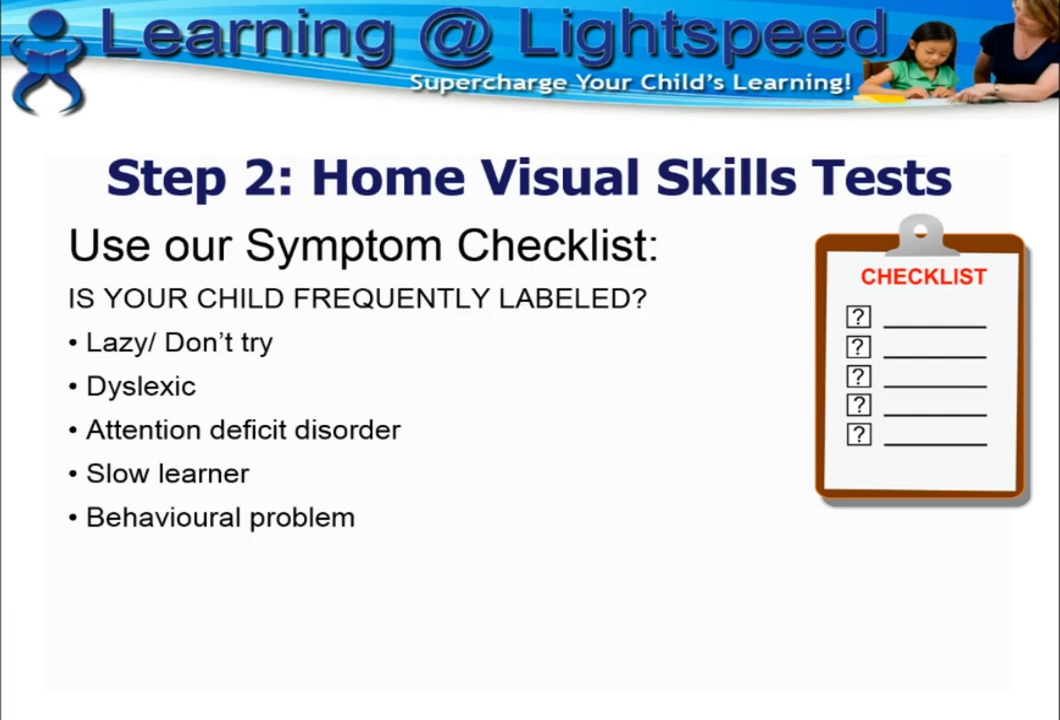 Learning @ Lightspeed
Supercharge Your Child's Learning!
Step 2: Home Visual Skills Tests
Use our Symptom Checklist:
IS YOUR CHILD FREQUENTLY LABELED?
• Lazy/ Don’t try
• Dyslexic
• Attention deficit disorder
• Slow learner
• Behavioural problem
CHECKLIST
?
?
?
?
?